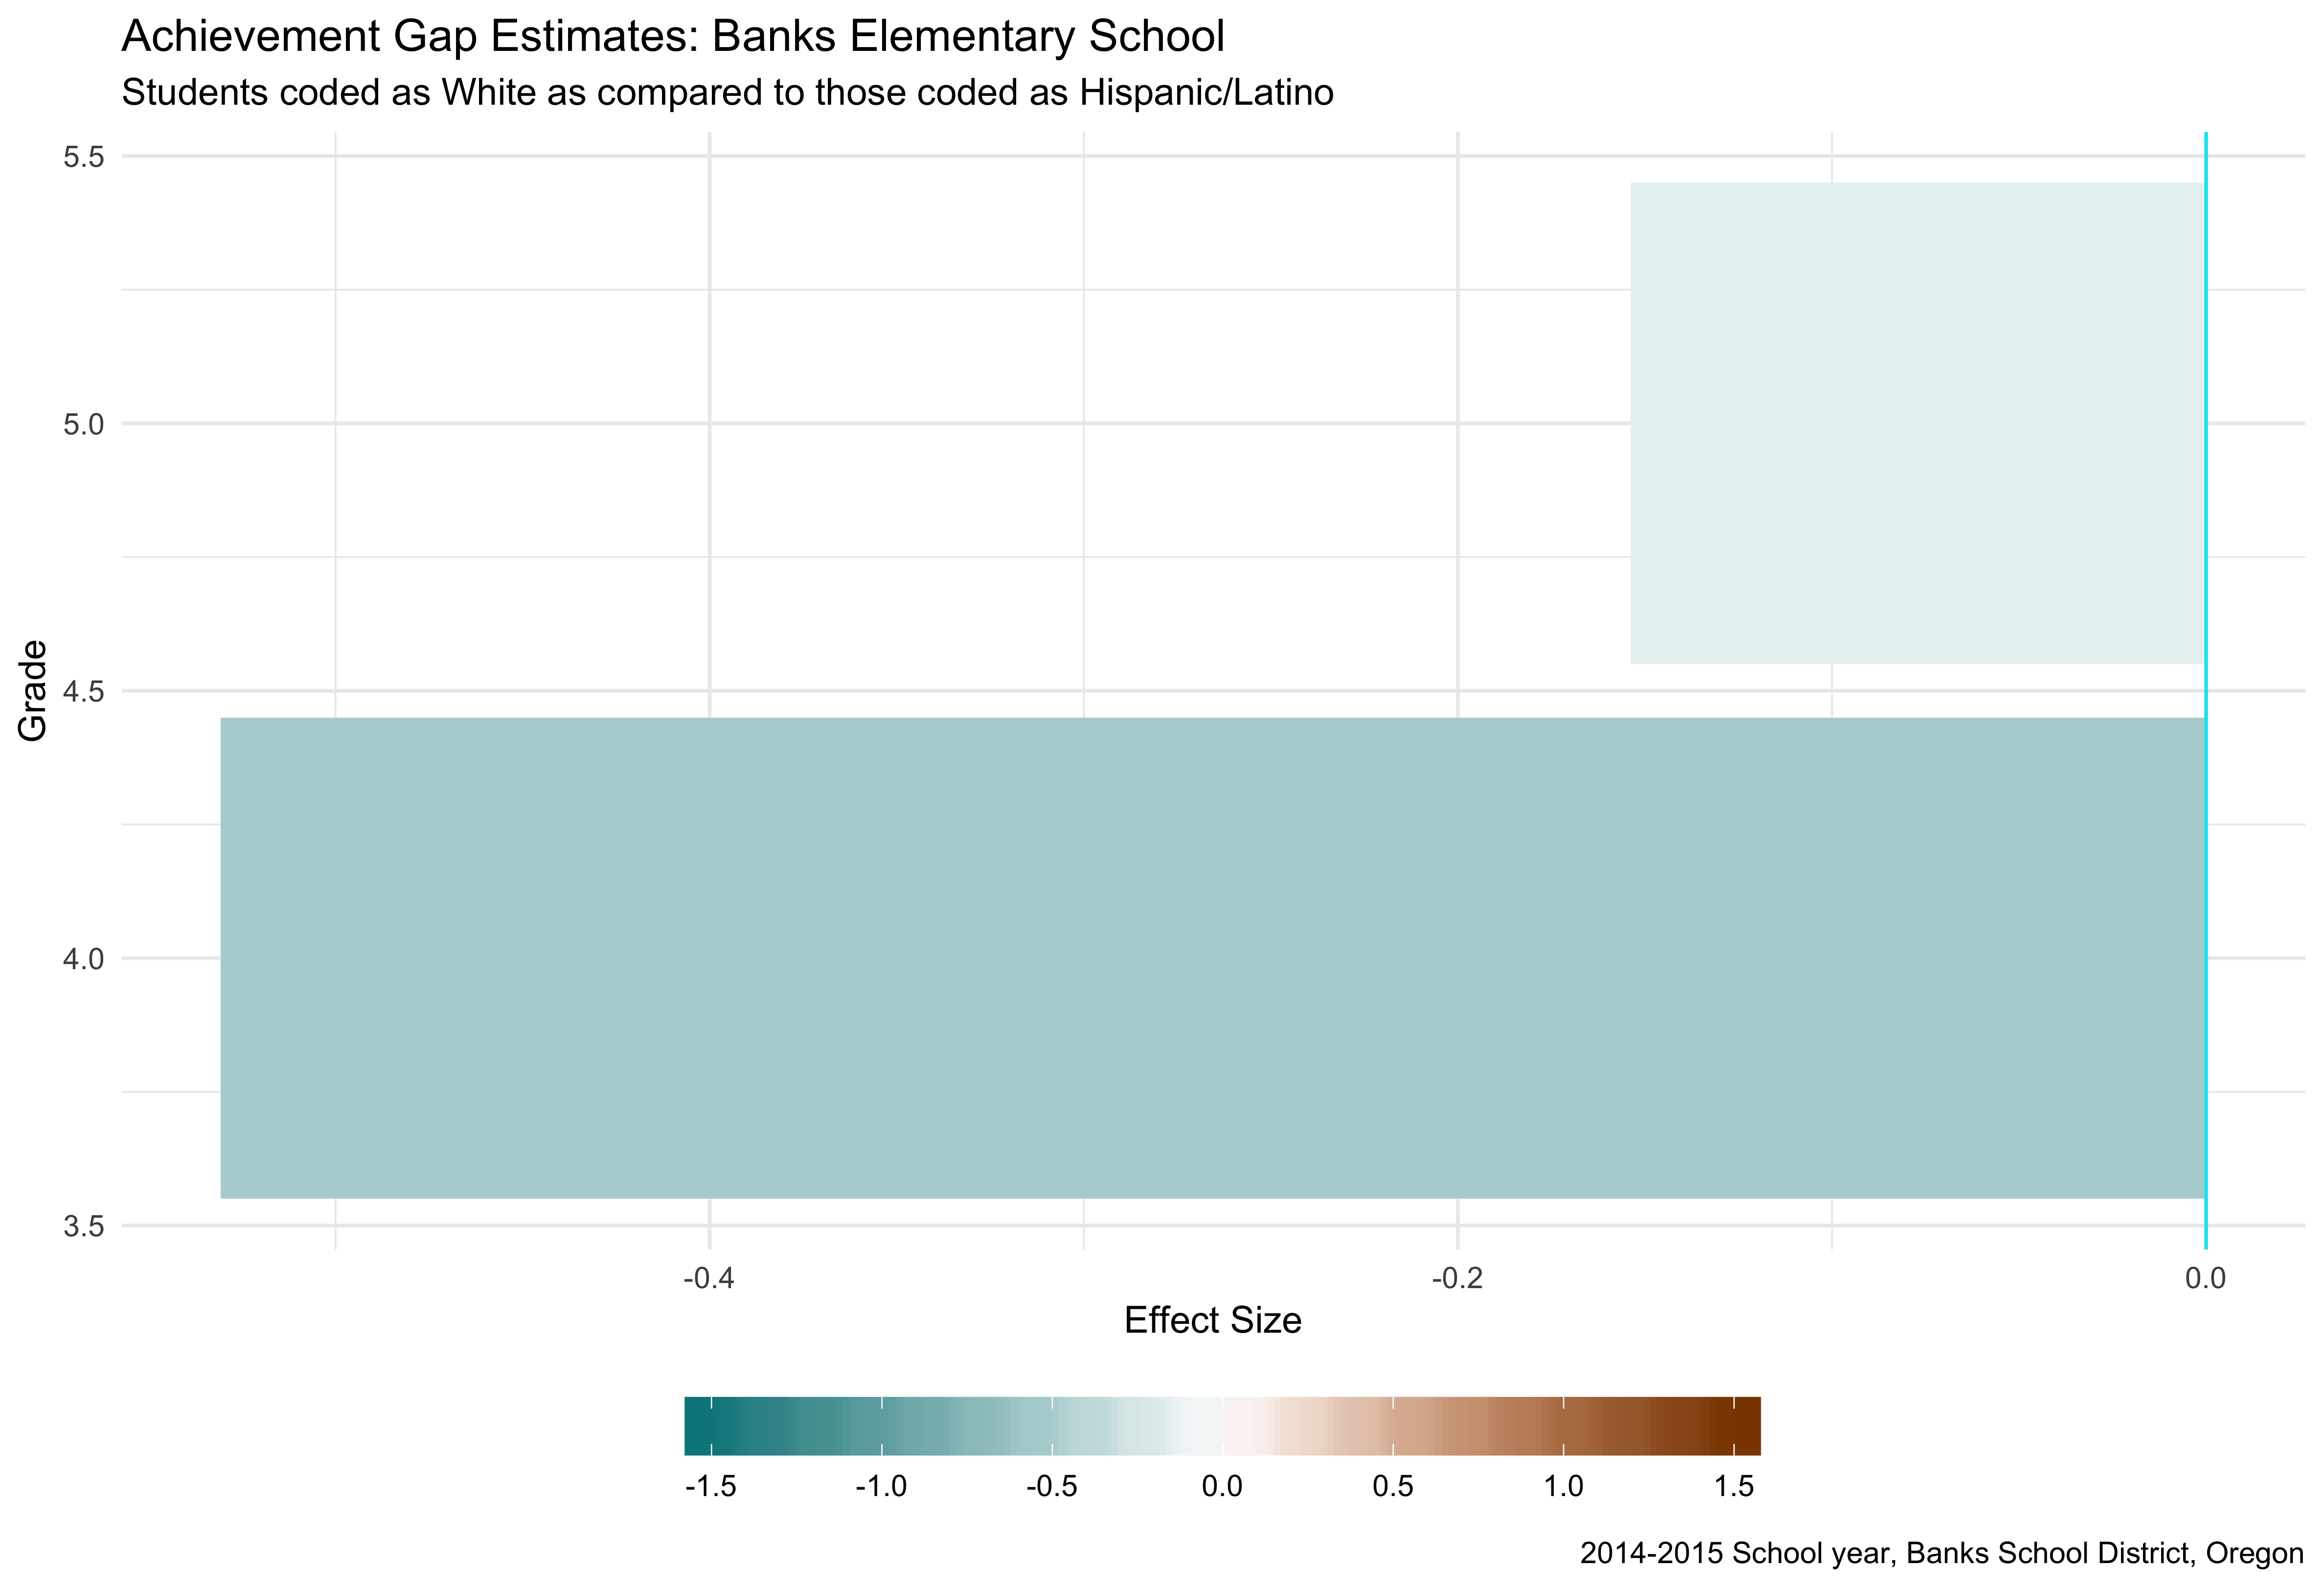 Achievement Gap Estimates: Banks Elementary School
Students coded as White as compared to those coded as Hispanic/Latino
5.5
5.0
4.5
4.0
3.5
Grade
-0.4 -0.2 0.0
Effect Size
-1.5 -1.0 -0.5 0.0 0.5 1.0 1.5
2014-2015 School year, Banks School District, Oregon